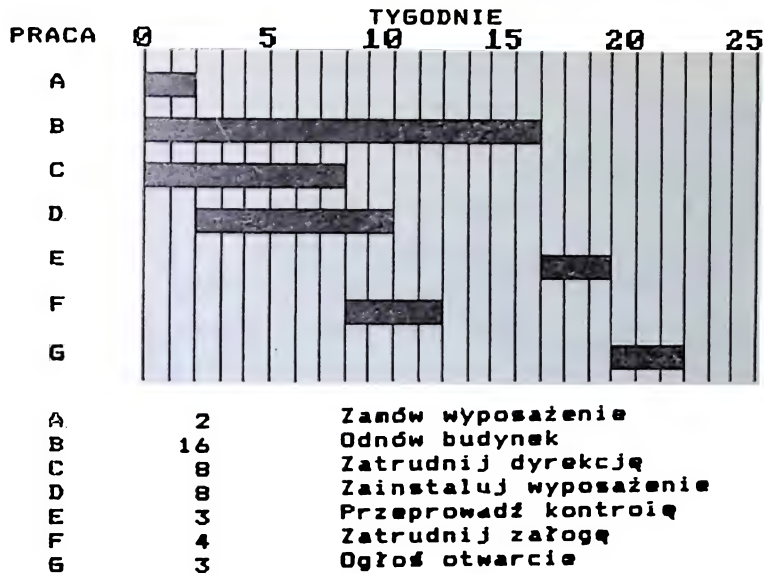 TYGODNIE
PRACA 0 5 10 15 20 25
A
B
C
D
E
F
G
A 2 Zamów wyposażenie
B 16 Odnów budynek
C 8 Zatrudnij dyrekcję
D 8 Zainstaluj wyposażenie
E 3 Przeprowadź kontrolę
F 4 Zatrudnij załogę
G 3 Ogłoś otwarcie